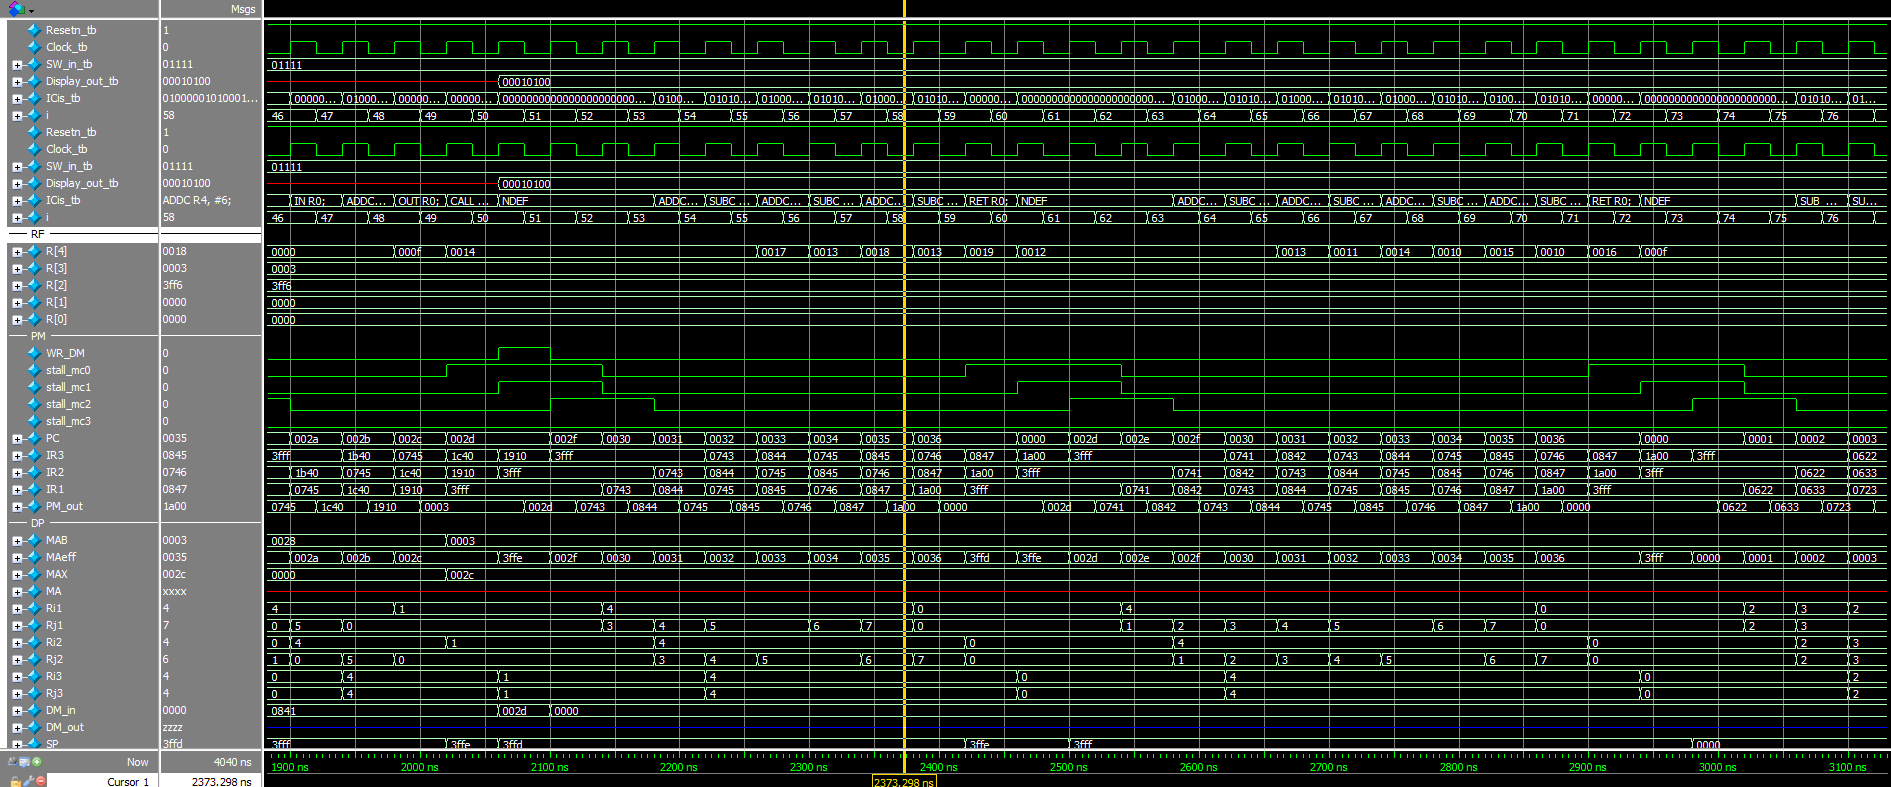 Msgs
Resetn_tb 1
Clock_tb 0
SW_in_tb 01111 01111
Display_out_tb 00010100 00010100
ICis_tb 01000001010001... 00000... 01000... 00000... 00000... 0000000000000000000000... 01000... 01010... 01000... 01010... 01000... 01010... 00000... 0000000000000000000000... 01000... 01010... 01000... 01010... 01000... 01010... 01000... 01010... 00000... 0000000000000000000000... 01010... 01...
i 58 46 47 48 49 50 51 52 53 54 55 56 57 58 59 60 61 62 63 64 65 66 67 68 69 70 71 72 73 74 75 76
Resetn_tb 1
Clock_tb 0
SW_in_tb 01111 01111
Display_out_tb 00010100 00010100
ICis_tb ADDC R4, #6; IN R0; ADDC... OUT R0; CALL ... NDEF ADDC... SUBC ... ADDC... SUBC ... ADDC... SUBC ... RET R0; NDEF ADDC... SUBC ... ADDC... SUBC ... ADDC... SUBC ... ADDC... SUBC ... RET R0; NDEF SUB ... SU...
i 58 46 47 48 49 50 51 52 53 54 55 56 57 58 59 60 61 62 63 64 65 66 67 68 69 70 71 72 73 74 75 76
RF
R[4] 0018 0000 000f 0014 0017 0013 0018 0013 0019 0012 0013 0011 0014 0010 0015 0010 0016 000f
R[3] 0003 0003
R[2] 3ff6 3ff6
R[1] 0000 0000
R[0] 0000 0000
PM
WR_DM 0
stall_mc0 0
stall_mc1 0
stall_mc2 0
stall_mc3 0
PC 0035 002a 002b 002c 002d 002f 0030 0031 0032 0033 0034 0035 0036 0000 002d 002e 002f 0030 0031 0032 0033 0034 0035 0036 0000 0001 0002 0003
IR3 0845 3fff 1b40 0745 1c40 1910 3fff 0743 0844 0745 0845 0746 0847 1a00 3fff 0741 0842 0743 0844 0745 0845 0746 0847 1a00 3fff 0622
IR2 0746 1b40 0745 1c40 1910 3fff 0743 0844 0745 0845 0746 0847 1a00 3fff 0741 0842 0743 0844 0745 0845 0746 0847 1a00 3fff 0622 0633
IR1 0847 0745 1c40 1910 3fff 0743 0844 0745 0845 0746 0847 1a00 3fff 0741 0842 0743 0844 0745 0845 0746 0847 1a00 3fff 0622 0633 0723
PM_out 1a00 0745 1c40 1910 0003 002d 0743 0844 0745 0845 0746 0847 1a00 0000 002d 0741 0842 0743 0844 0745 0845 0746 0847 1a00 0000 0622 0633 0723
DP
MAB 0003 0028 0003
MAeff 0035 002a 002b 002c 3ffe 002f 0030 0031 0032 0033 0034 0035 0036 3ffd 3ffe 002d 002e 002f 0030 0031 0032 0033 0034 0035 0036 3fff 0000 0001 0002 0003
MAX 002c 0000 002c
MA xxxx
Ri1 4 4 1 4 0 4 0 2 3 2
Rj1 7 0 5 0 3 4 5 6 7 0 1 2 3 4 5 6 7 0 2 3
Ri2 4 0 4 1 4 0 4 0 2 3
Rj2 6 1 0 5 0 3 4 5 6 7 0 1 2 3 4 5 6 7 0 2 3
Ri3 4 0 4 1 4 0 4 0 2
Rj3 4 0 4 1 4 0 4 0 2
DM_in 0000 0841 002d 0000
DM_out zzzz
SP 3ffd 3fff 3ffe 3ffd 3ffe 3fff 0000
Now 4040 ns 1900 ns 2000 ns 2100 ns 2200 ns 2300 ns 2400 ns 2500 ns 2600 ns 2700 ns 2800 ns 2900 ns 3000 ns 3100 ns
Cursor 1 2373.298 ns 2373.298 ns